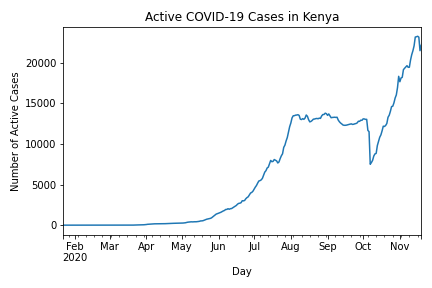 Active COVID-19 Cases in Kenya
Number of Active Cases
20000
15000
10000
5000
0
Feb Mar Apr May Jun Jul Aug Sep Oct Nov
2020
Day